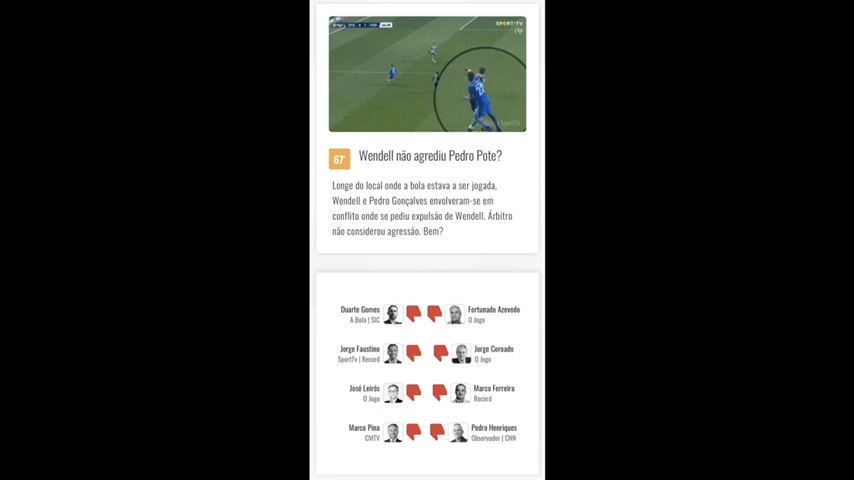 SPORT•TV
67'
Wendell não agrediu Pedro Pote?
Longe do local onde a bola estava a ser jogada,
Wendell e Pedro Gonçalves envolveram-se em
conflito onde se pediu expulsão de Wendell. Árbitro
não considerou agressão. Bem?
Duarte Gomes
A Bola | SIC
Fortunado Azevedo
O Jogo
Jorge Faustino
SportTv | Record
Jorge Coroado
O Jogo
José Leirós
O Jogo
Marco Ferreira
Record
Marco Pina
CMTV
Pedro Henriques
Observador | CNN